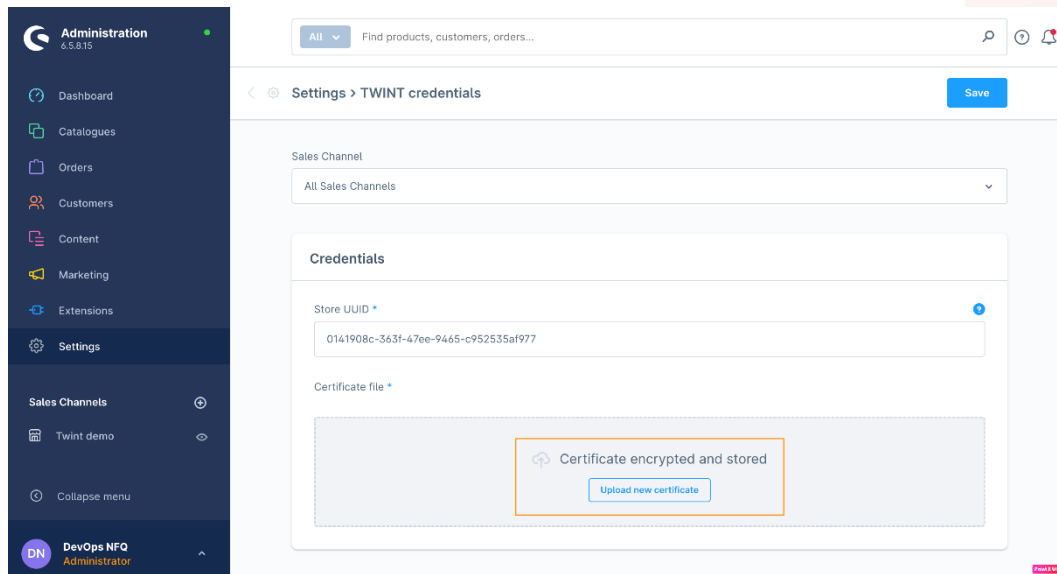 Administration
6.5.8.15
All
Find products, customers, orders...
Settings > TWINT credentials
Save
Dashboard
Catalogues
Orders
Customers
Content
Marketing
Extensions
Settings
Sales Channels
Twint demo
Collapse menu
DN
DevOps NFQ
Administrator
Sales Channel
All Sales Channels
Credentials
Store UUID *
?
0141908c-363f-47ee-9465-c952535af977
Certificate file *
Certificate encrypted and stored
Upload new certificate